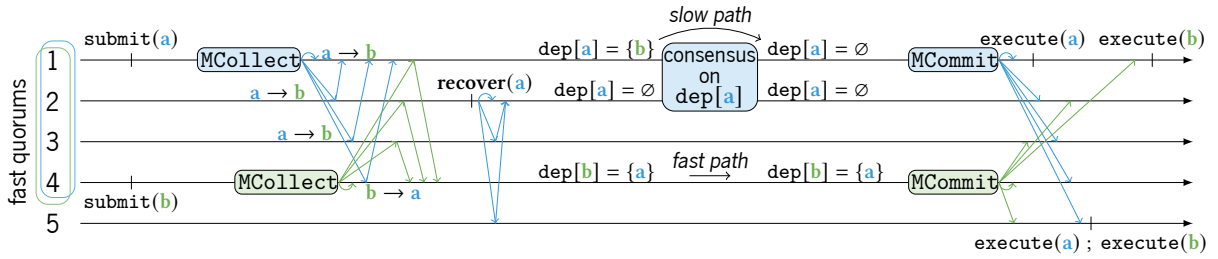 slow path
submit(a)
execute(a) execute(b)
dep[a] = {b}
dep[a] = ∅
1
MCollect
a → b
consensus
on
dep[a]
MCommit
recover(a)
2
a → b
dep[a] = ∅
dep[a] = ∅
fast quorums
3
a → b
fast path
dep[b] = {a}
dep[b] = {a}
4
MCollect
b → a
MCommit
submit(b)
5
execute(a) ; execute(b)